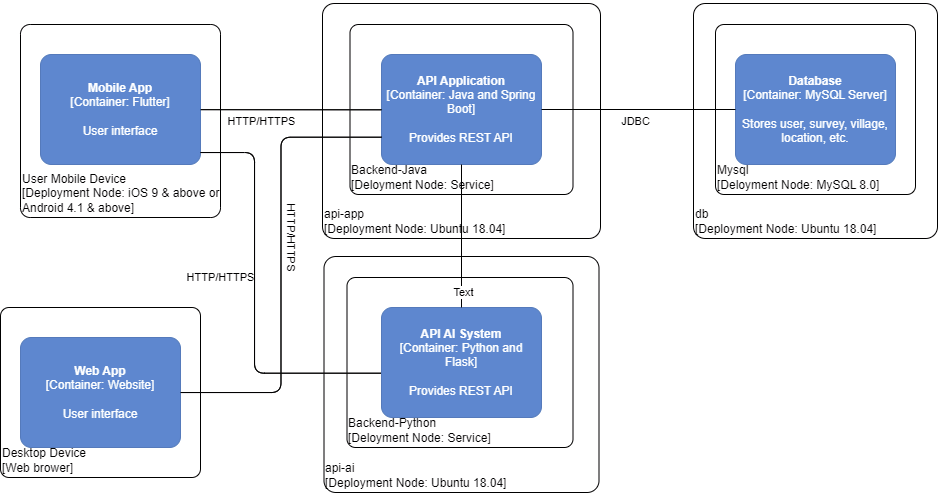 Mobile App
[Container: Flutter]
User interface
User Mobile Device
[Deployment Node: iOS 9 & above or
Android 4.1 & above]
HTTP/HTTPS
API Application
[Container: Java and Spring
Boot]
Provides REST API
Backend-Java
[Deloyment Node: Service]
api-app
[Deployment Node: Ubuntu 18.04]
JDBC
Database
[Container: MySQL Server]
Stores user, survey, village,
location, etc.
Mysql
[Deployment Node: MySQL 8.0]
db
[Deployment Node: Ubuntu 18.04]
HTTP/HTTPS
HTTP/HTTPS
Text
Web App
[Container: Website]
User interface
Desktop Device
[Web brower]
API AI System
[Container: Python and
Flask]
Provides REST API
Backend-Python
[Deloyment Node: Service]
api-ai
[Deployment Node: Ubuntu 18.04]